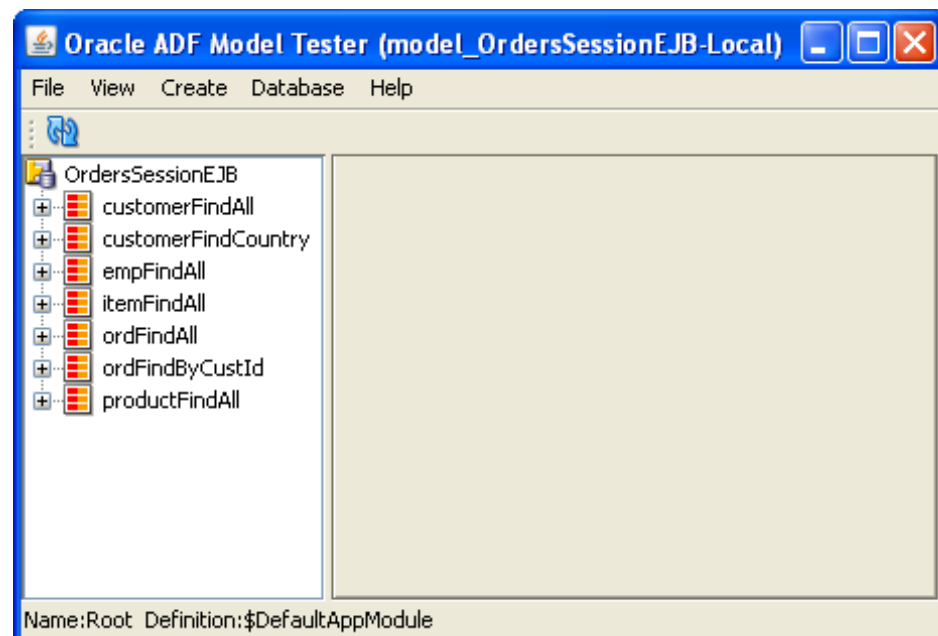 Oracle ADF Model Tester (model_OrdersSessionEJB-Local)
File View Create Database Help
OrdersSessionEJB
customerFindAll
customerFindCountry
empFindAll
itemFindAll
ordFindAll
ordFindByCustId
productFindAll
Name:Root Definition:$DefaultAppModule